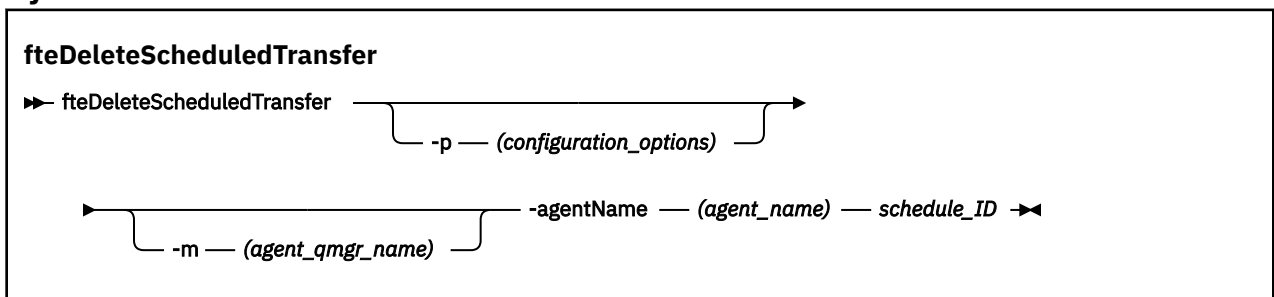 fteDeleteScheduledTransfer
fteDeleteScheduledTransfer
-p (configuration_options)
-agentName (agent_name) schedule_ID
-m (agent_qmgr_name)